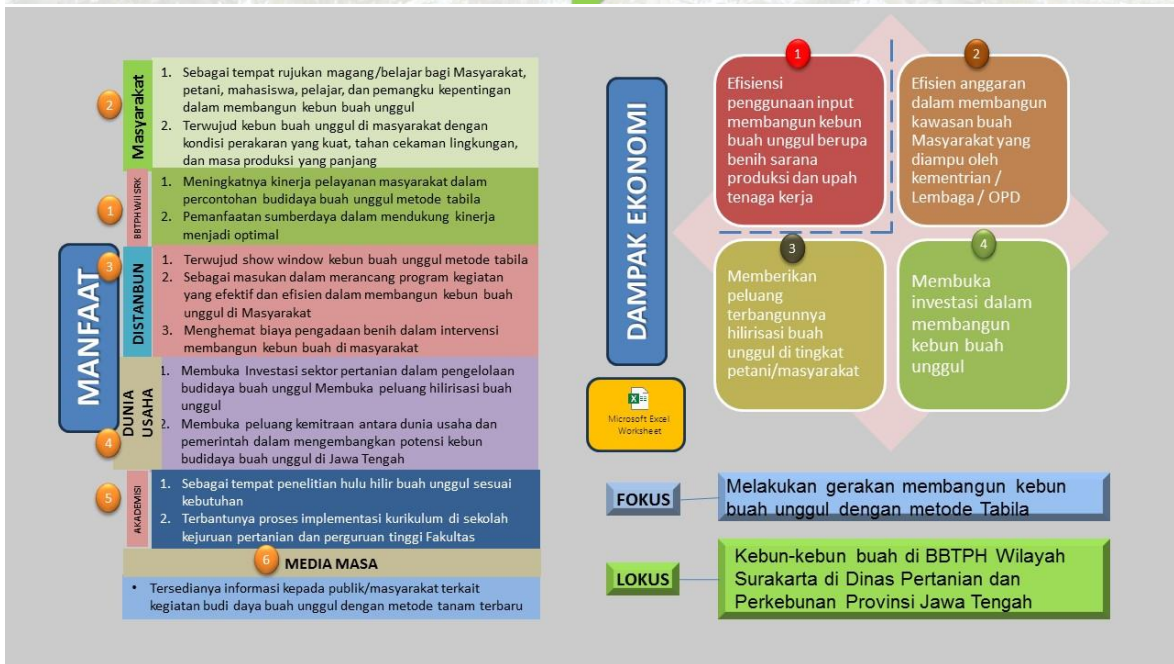 MANFAAT
2
Masyarakat
1. Sebagai tempat rujukan magang/belajar bagi Masyarakat,
petani, mahasiswa, pelajar, dan pemangku kepentingan
dalam membangun kebun buah unggul
2. Terwujud kebun buah unggul di masyarakat dengan
kondisi perakaran yang kuat, tahan cekaman lingkungan,
dan masa produksi yang panjang
1
BBTPH WIl SRK
1. Meningkatnya kinerja pelayanan masyarakat dalam
percontohan budidaya buah unggul metode tabila
2. Pemanfaatan sumberdaya dalam mendukung kinerja
menjadi optimal
3
DISTANBUN
1. Terwujud show window kebun buah unggul metode tabila
2. Sebagai masukan dalam merancang program kegiatan
yang efektif dan efisien dalam membangun kebun buah
unggul di Masyarakat
3. Menghemat biaya pengadaan benih dalam intervensi
membangun kebun buah di masyarakat
4
DUNIA
USAHA
1. Membuka Investasi sektor pertanian dalam pengelolaan
budidaya buah unggul Membuka peluang hilirisasi buah
unggul
2. Membuka peluang kemitraan antara dunia usaha dan
pemerintah dalam mengembangkan potensi kebun
budidaya buah unggul di Jawa Tengah
5
AKADEMISI
1. Sebagai tempat penelitian hulu hilir buah unggul sesuai
kebutuhan
2. Terbantunya proses implementasi kurikulum di sekolah
kejuruan pertanian dan perguruan tinggi Fakultas
6
MEDIA MASA
• Tersedianya informasi kepada publik/masyarakat terkait
kegiatan budi daya buah unggul dengan metode tanam terbaru
DAMPAK EKONOMI
1
Efisiensi
penggunaan input
membangun kebun
buah unggul berupa
benih sarana
produksi dan upah
tenaga kerja
2
Efisien anggaran
dalam membangun
kawasan buah
Masyarakat yang
diampu oleh
kementrian /
Lembaga / OPD
3
Memberikan
peluang
terbangunnya
hilirisasi buah
unggul di tingkat
petani/masyarakat
4
Membuka
investasi dalam
membangun
kebun buah
unggul
Microsoft Excel
Worksheet
FOKUS
Melakukan gerakan membangun kebun
buah unggul dengan metode Tabila
LOKUS
Kebun-kebun buah di BBTPH Wilayah
Surakarta di Dinas Pertanian dan
Perkebunan Provinsi Jawa Tengah